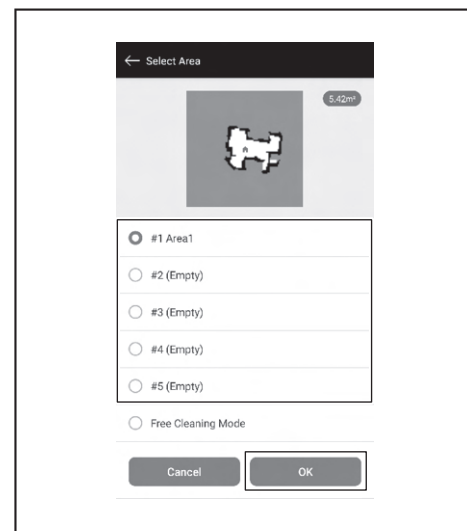 ← Select Area
5.42m²
#1 Area1
#2 (Empty)
#3 (Empty)
#4 (Empty)
#5 (Empty)
Free Cleaning Mode
Cancel OK